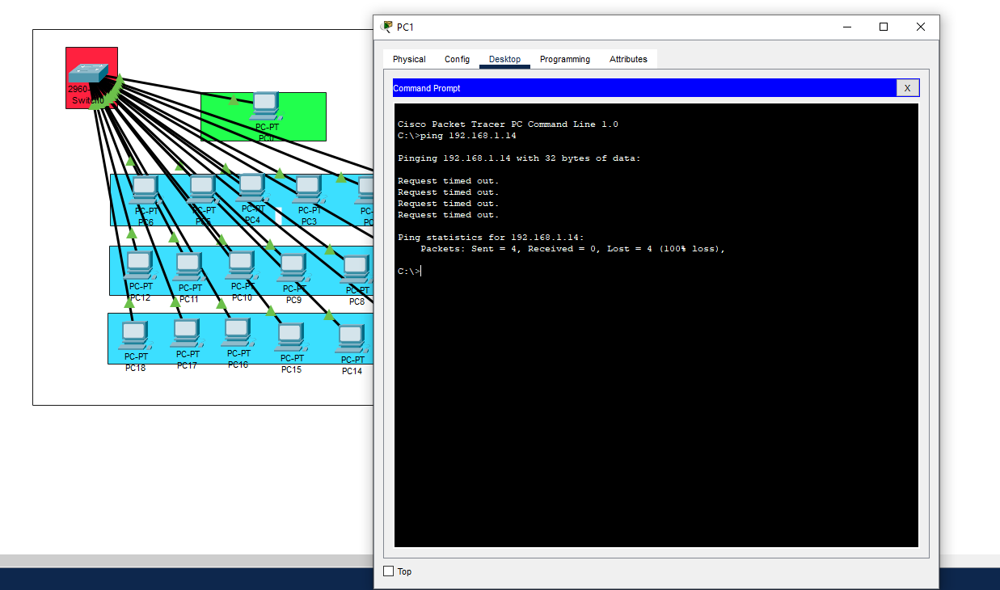 PC1
Physical Config Desktop Programming Attributes
Command Prompt
X
Cisco Packet Tracer PC Command Line 1.0
C:\>ping 192.168.1.14
Pinging 192.168.1.14 with 32 bytes of data:
Request timed out.
Request timed out.
Request timed out.
Request timed out.
Ping statistics for 192.168.1.14:
Packets: Sent = 4, Received = 0, Lost = 4 (100% loss),
C:\>
Top
2960-
Switch0
PC-PT
PC0
PC-PT
PC6
PC-PT
PC5
PC-PT
PC4
PC-PT
PC3
PC-
PC
PC-PT
PC12
PC-PT
PC11
PC-PT
PC10
PC-PT
PC9
PC-PT
PC8
PC-PT
PC18
PC-PT
PC17
PC-PT
PC16
PC-PT
PC15
PC-PT
PC14